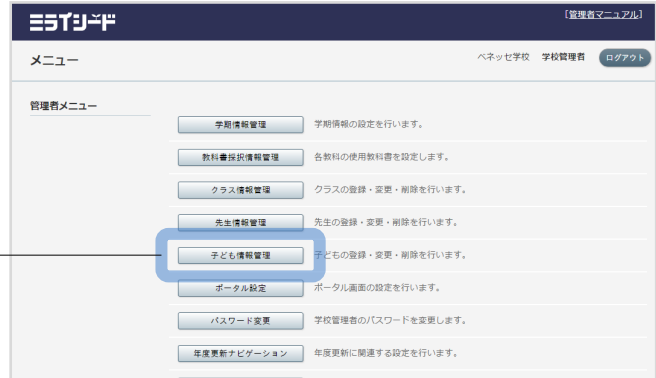 ミライシード
[管理者マニュアル]
メニュー
ベネッセ学校 学校管理者 ログアウト
管理者メニュー
学期情報管理 学期情報の設定を行います。
教科書採択情報管理 各教科の使用教科書を設定します。
クラス情報管理 クラスの登録・変更・削除を行います。
先生情報管理 先生の登録・変更・削除を行います。
子ども情報管理 子どもの登録・変更・削除を行います。
ポータル設定 ポータル画面の設定を行います。
パスワード変更 学校管理者のパスワードを変更します。
年度更新ナビゲーション 年度更新に関連する設定を行います。